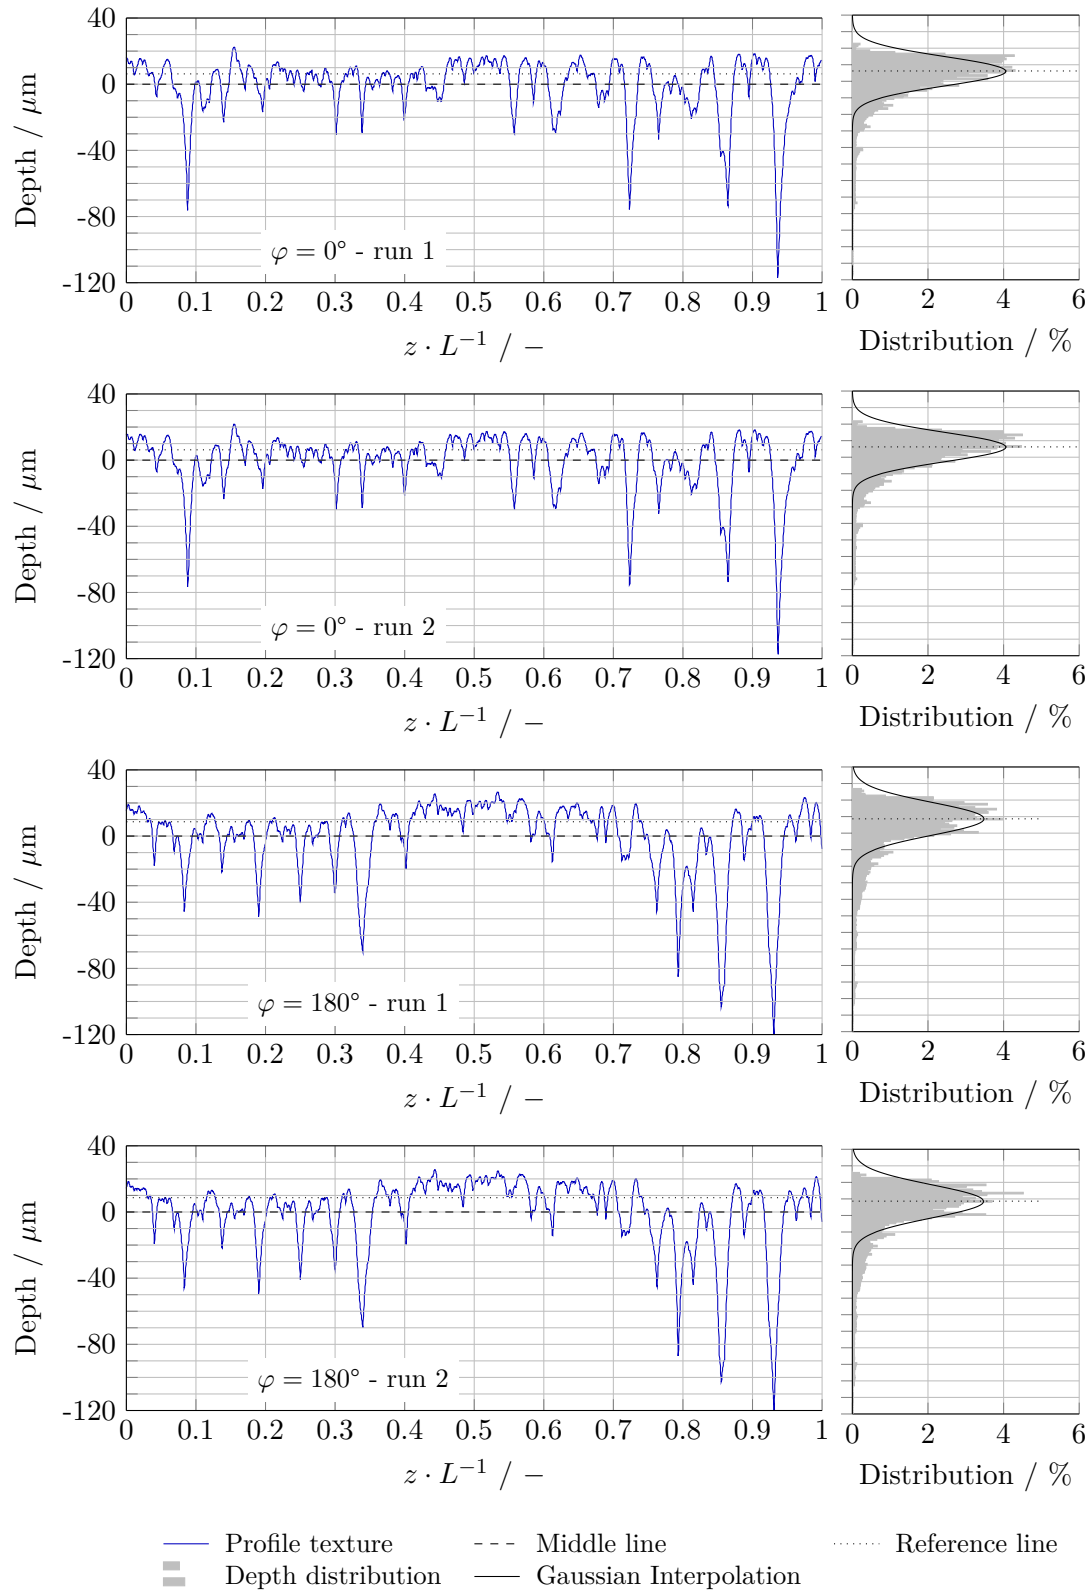 40
0
-40
-80
-120
Depth / μm
φ = 0° - run 1
0 0.1 0.2 0.3 0.4 0.5 0.6 0.7 0.8 0.9 1
z · L⁻¹ / −
0 2 4 6
Distribution / %
40
0
-40
-80
-120
Depth / μm
φ = 0° - run 2
0 0.1 0.2 0.3 0.4 0.5 0.6 0.7 0.8 0.9 1
z · L⁻¹ / −
0 2 4 6
Distribution / %
40
0
-40
-80
-120
Depth / μm
φ = 180° - run 1
0 0.1 0.2 0.3 0.4 0.5 0.6 0.7 0.8 0.9 1
z · L⁻¹ / −
0 2 4 6
Distribution / %
40
0
-40
-80
-120
Depth / μm
φ = 180° - run 2
0 0.1 0.2 0.3 0.4 0.5 0.6 0.7 0.8 0.9 1
z · L⁻¹ / −
0 2 4 6
Distribution / %
Profile texture Middle line Reference line
Depth distribution Gaussian Interpolation